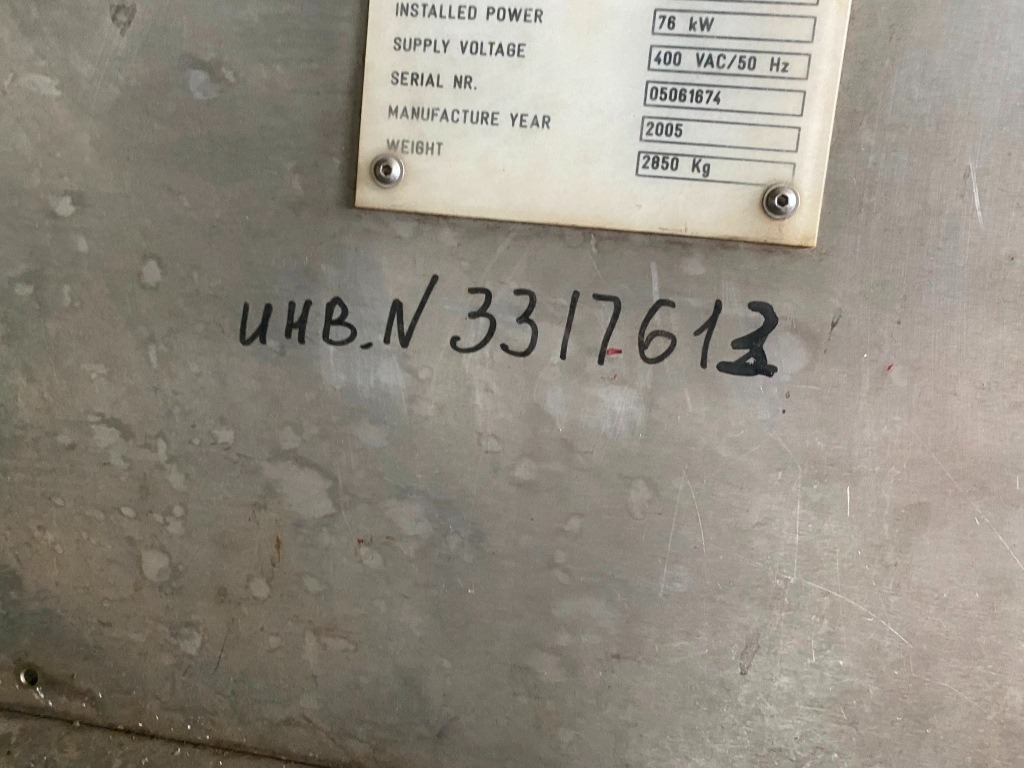 INSTALLED POWER 76 kW
SUPPLY VOLTAGE 400 VAC/50 Hz
SERIAL NR. 05061674
MANUFACTURE YEAR 2005
WEIGHT 2850 Kg
ИНВ.N